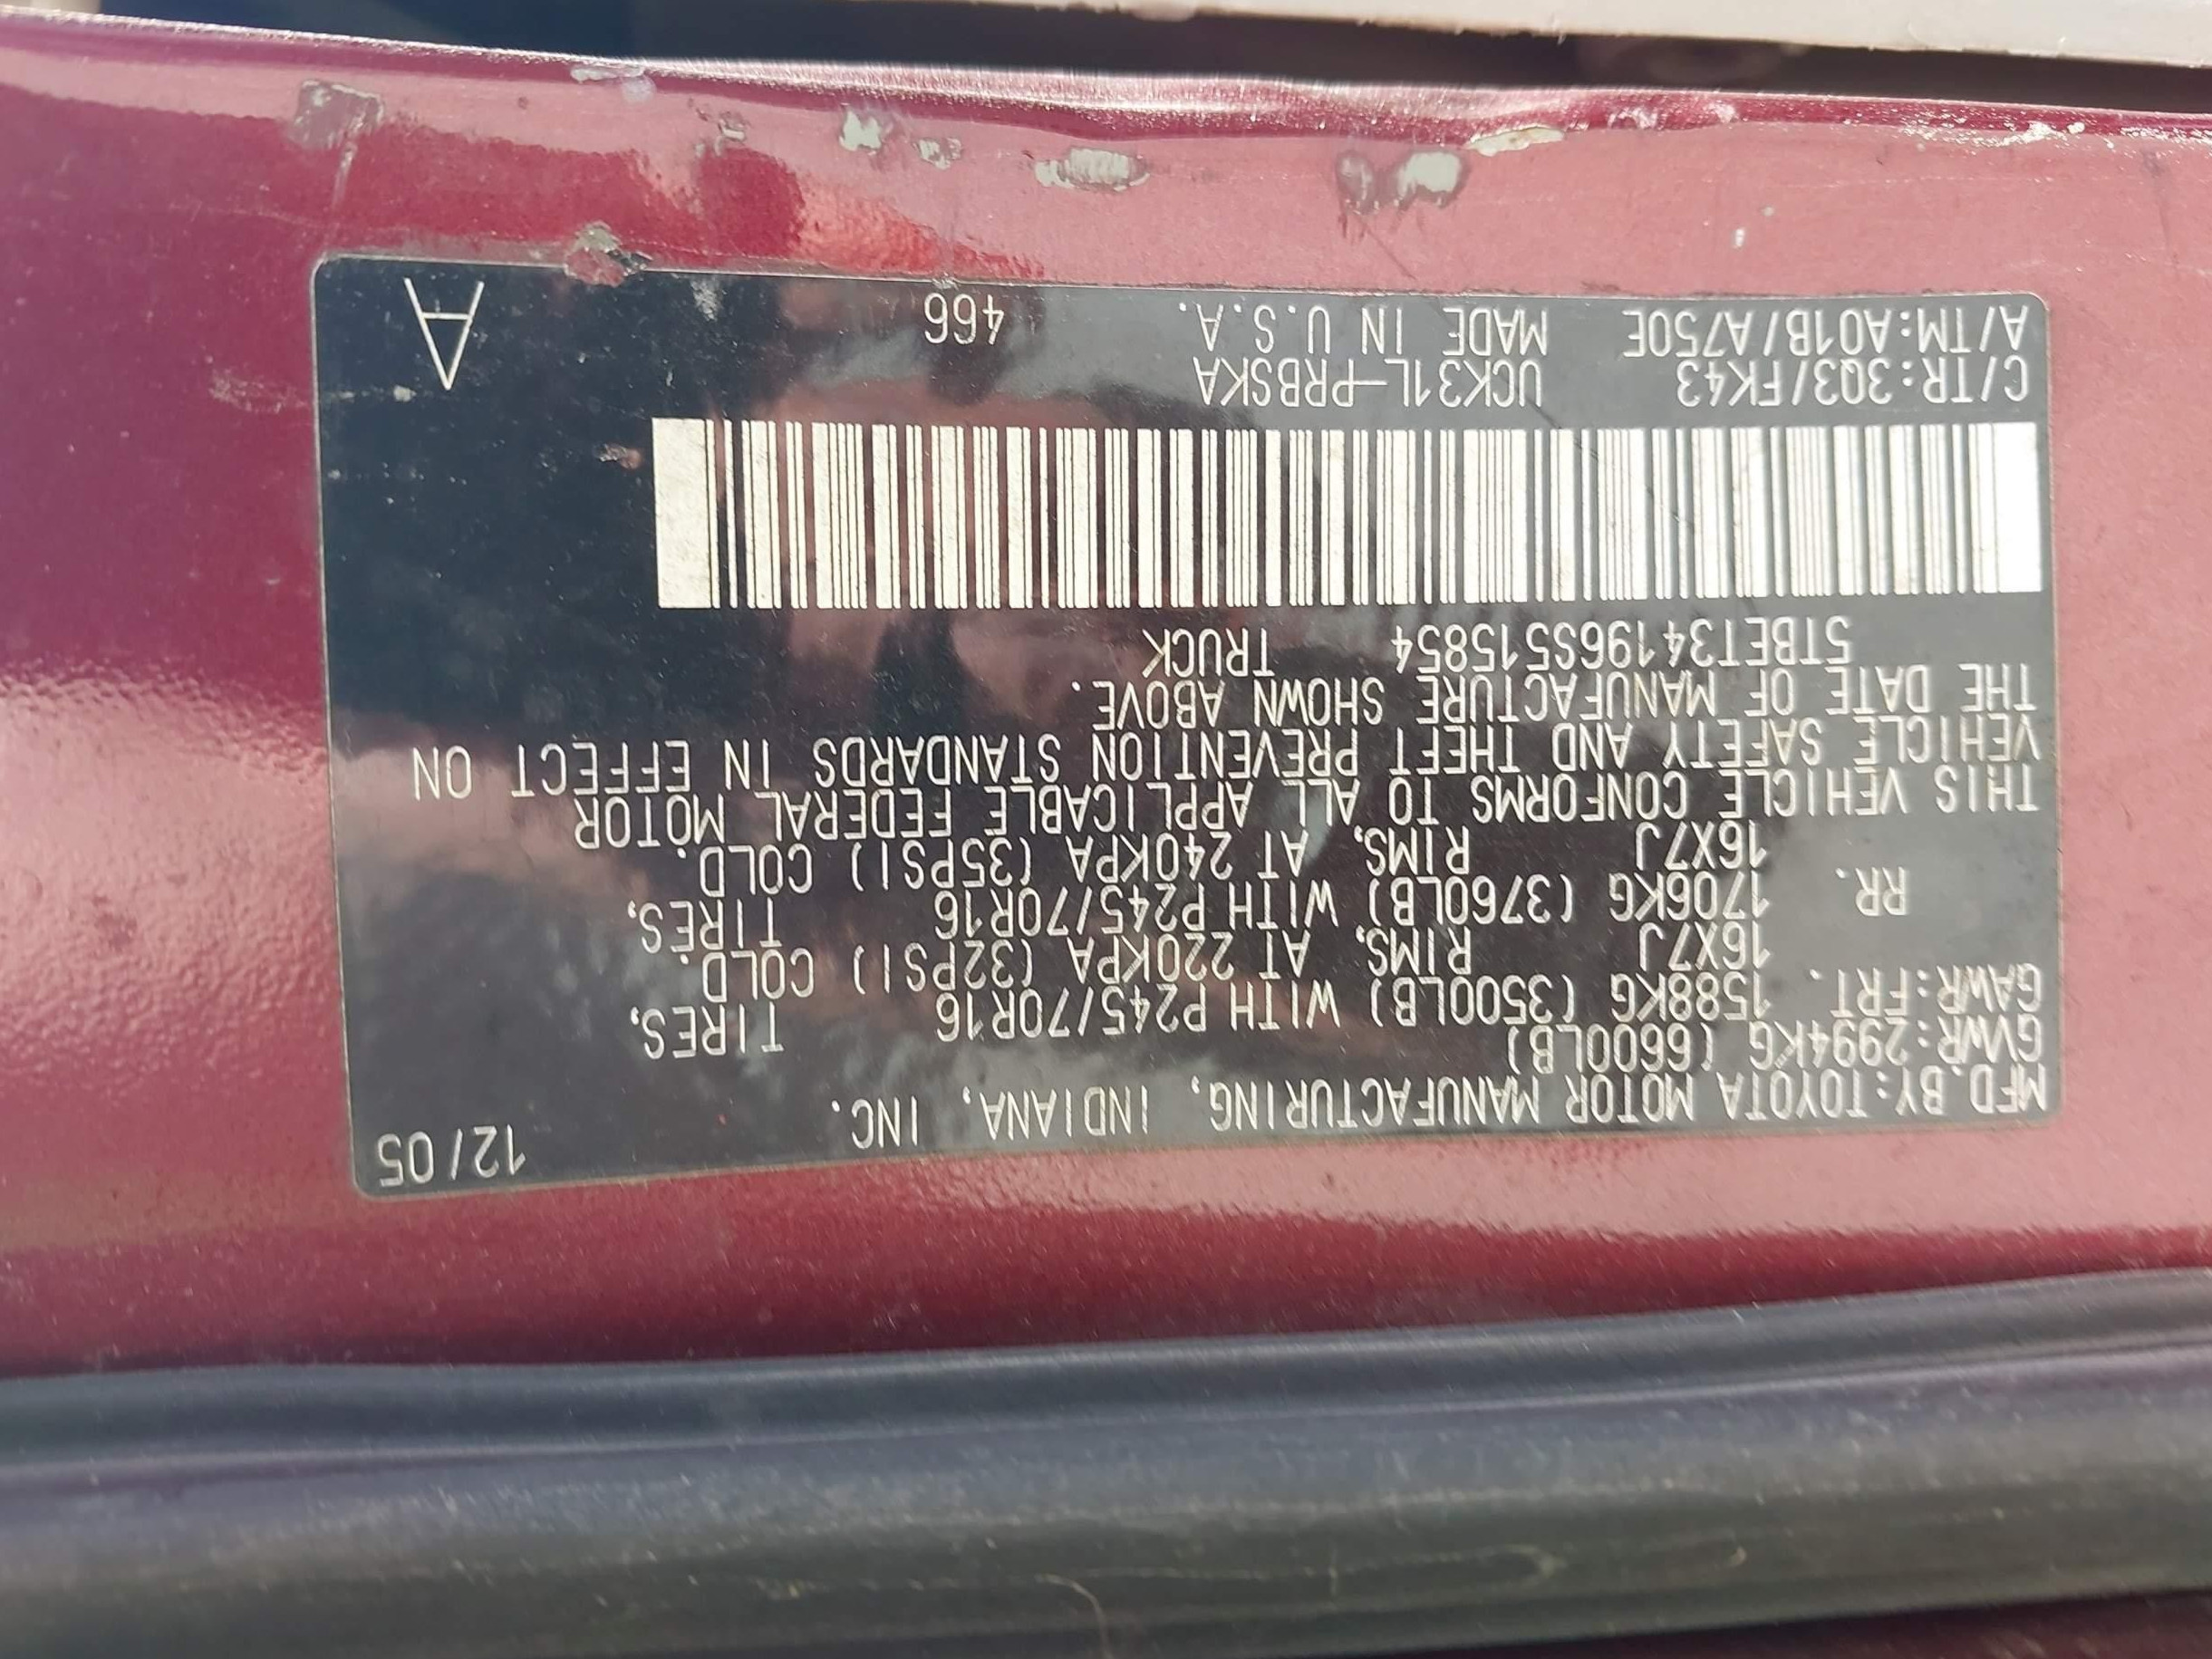 MFD.BY:TOYOTA MOTOR MANUFACTURING, INDIANA, INC. 12/05
GVWR:2994KG (6600LB)
GAWR:FRT. 1588KG (3500LB) WITH P245/70R16 TIRES,
16X7J RIMS, AT 220KPA (32PSI) COLD.
RR. 1706KG (3760LB) WITH P245/70R16 TIRES,
16X7J RIMS, AT 240KPA (35PSI) COLD.
THIS VEHICLE CONFORMS TO ALL APPLICABLE FEDERAL MOTOR
VEHICLE SAFETY AND THEFT PREVENTION STANDARDS IN EFFECT ON
THE DATE OF MANUFACTURE SHOWN ABOVE.
5TBET34196S515854 TRUCK
C/TR:3Q3/FK43 UCK31L-PRBSKA A
A/TM:A01B/A750E MADE IN U.S.A. 466